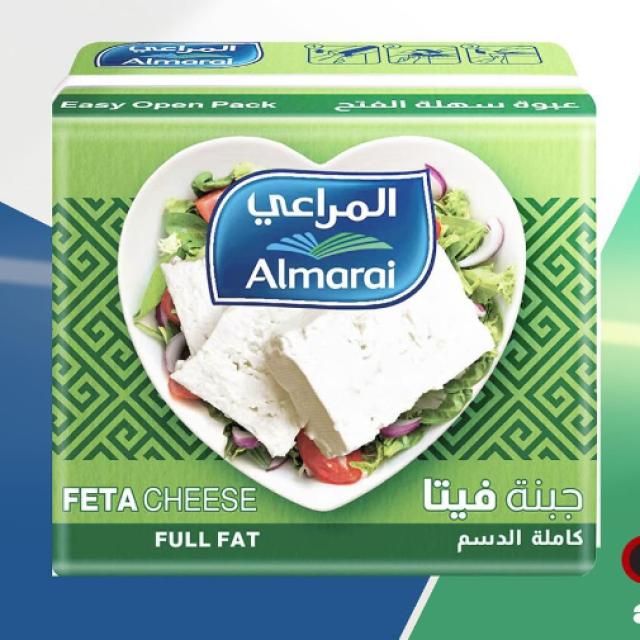 المراعي
Almarai
Easy Open Pack
عبوة سهلة الفتح
المراعي
Almarai
FETA CHEESE
جبنة فيتا
FULL FAT
كاملة الدسم